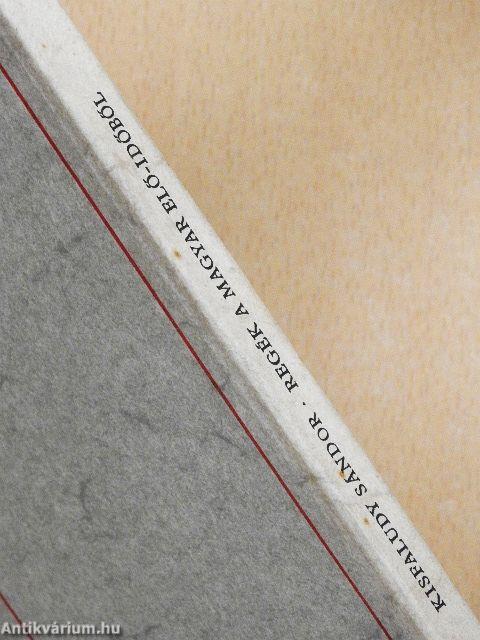 KISFALUDY SÁNDOR · REGÉK A MAGYAR ELŐ-IDŐBŐL
Antikvárium.hu